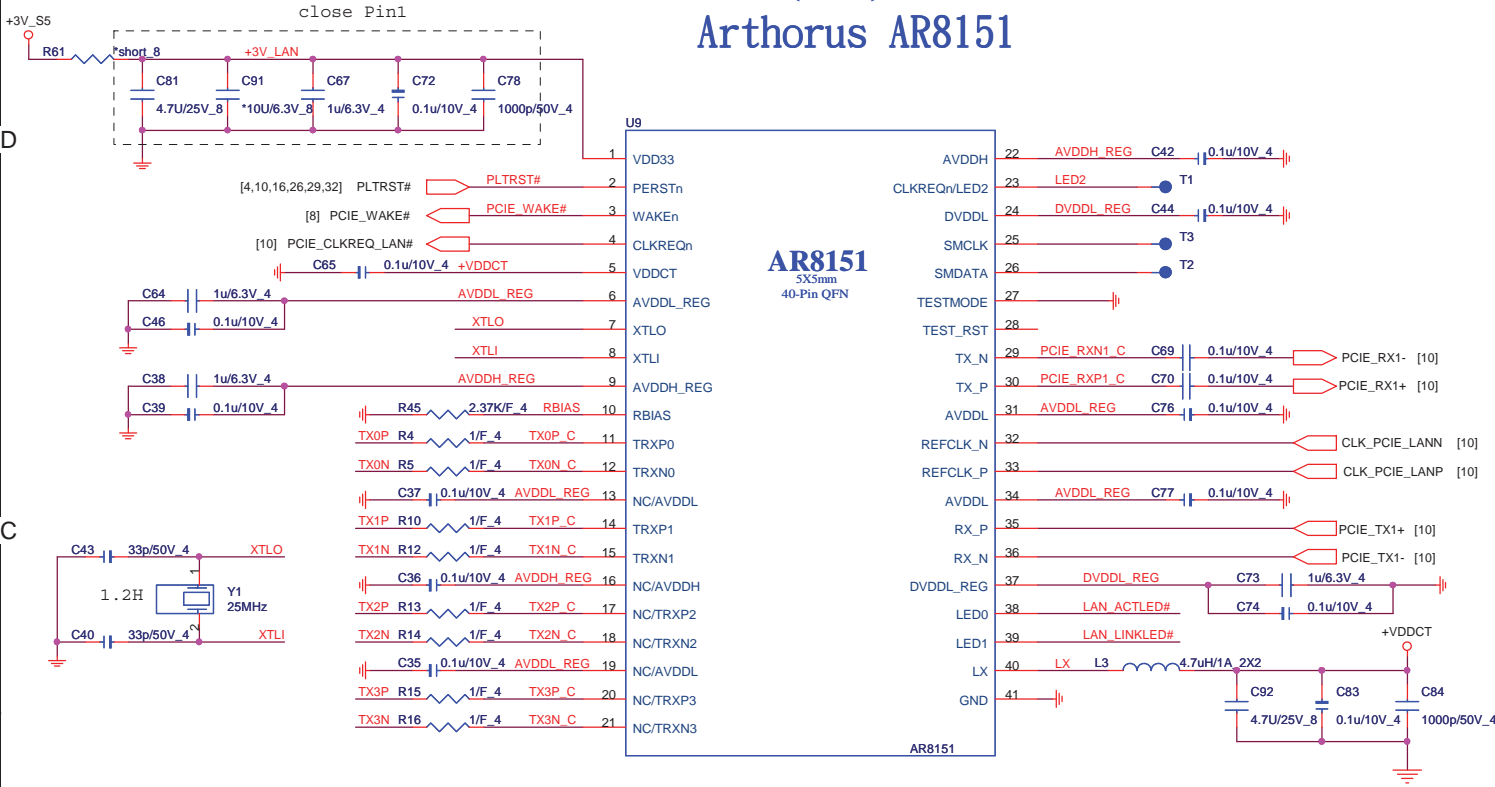 close Pin1
Arthorus AR8151
+3V_S5
R61 *short_8 +3V_LAN
C81 C91 C67 C72 C78
4.7U/25V_8 *10U/6.3V_8 1u/6.3V_4 0.1u/10V_4 1000p/50V_4
D
C
U9
AR8151
5X5mm
40-Pin QFN
1 VDD33
[4,10,16,26,29,32] PLTRST# PLTRST# 2 PERSTn
[8] PCIE_WAKE# PCIE_WAKE# 3 WAKEn
[10] PCIE_CLKREQ_LAN# 4 CLKREQn
C65 0.1u/10V_4 +VDDCT 5 VDDCT
C64 1u/6.3V_4 AVDDL_REG 6 AVDDL_REG
C46 0.1u/10V_4
XTLO 7 XTLO
XTLI 8 XTLI
C38 1u/6.3V_4 AVDDH_REG 9 AVDDH_REG
C39 0.1u/10V_4
R45 2.37K/F_4 RBIAS 10 RBIAS
TX0P R4 1/F_4 TX0P_C 11 TRXP0
TX0N R5 1/F_4 TX0N_C 12 TRXN0
C37 0.1u/10V_4 AVDDL_REG 13 NC/AVDDL
TX1P R10 1/F_4 TX1P_C 14 TRXP1
TX1N R12 1/F_4 TX1N_C 15 TRXN1
C36 0.1u/10V_4 AVDDH_REG 16 NC/AVDDH
TX2P R13 1/F_4 TX2P_C 17 NC/TRXP2
TX2N R14 1/F_4 TX2N_C 18 NC/TRXN2
C35 0.1u/10V_4 AVDDL_REG 19 NC/AVDDL
TX3P R15 1/F_4 TX3P_C 20 NC/TRXP3
TX3N R16 1/F_4 TX3N_C 21 NC/TRXN3
C43 33p/50V_4 XTLO
1
1.2H Y1
25MHz
2
C40 33p/50V_4 XTLI
AVDDH 22 AVDDH_REG C42 0.1u/10V_4
CLKREQn/LED2 23 LED2 T1
DVDDL 24 DVDDL_REG C44 0.1u/10V_4
SMCLK 25 T3
SMDATA 26 T2
TESTMODE 27
TEST_RST 28
TX_N 29 PCIE_RXN1_C C69 0.1u/10V_4 PCIE_RX1- [10]
TX_P 30 PCIE_RXP1_C C70 0.1u/10V_4 PCIE_RX1+ [10]
AVDDL 31 AVDDL_REG C76 0.1u/10V_4
REFCLK_N 32 CLK_PCIE_LANN [10]
REFCLK_P 33 CLK_PCIE_LANP [10]
AVDDL 34 AVDDL_REG C77 0.1u/10V_4
RX_P 35 PCIE_TX1+ [10]
RX_N 36 PCIE_TX1- [10]
DVDDL_REG 37 DVDDL_REG C73 1u/6.3V_4
C74 0.1u/10V_4
LED0 38 LAN_ACTLED#
LED1 39 LAN_LINKLED#
+VDDCT
LX 40 LX L3 4.7uH/1A_2X2
GND 41
C92 C83 C84
4.7U/25V_8 0.1u/10V_4 1000p/50V_4
AR8151